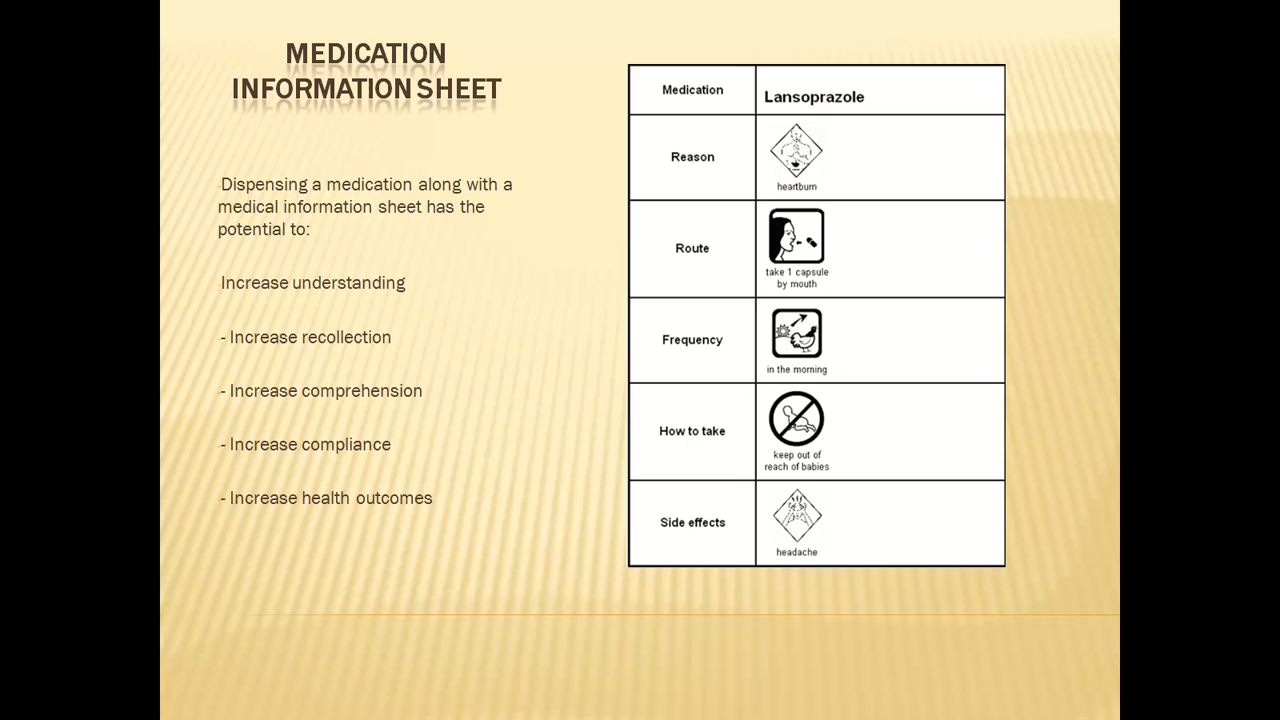 MEDICATION
INFORMATION SHEET
Dispensing a medication along with a
medical information sheet has the
potential to:
Increase understanding
- Increase recollection
- Increase comprehension
- Increase compliance
- Increase health outcomes
Medication
Lansoprazole
Reason
heartburn
Route
take 1 capsule
by mouth
Frequency
in the morning
How to take
keep out of
reach of babies
Side effects
headache